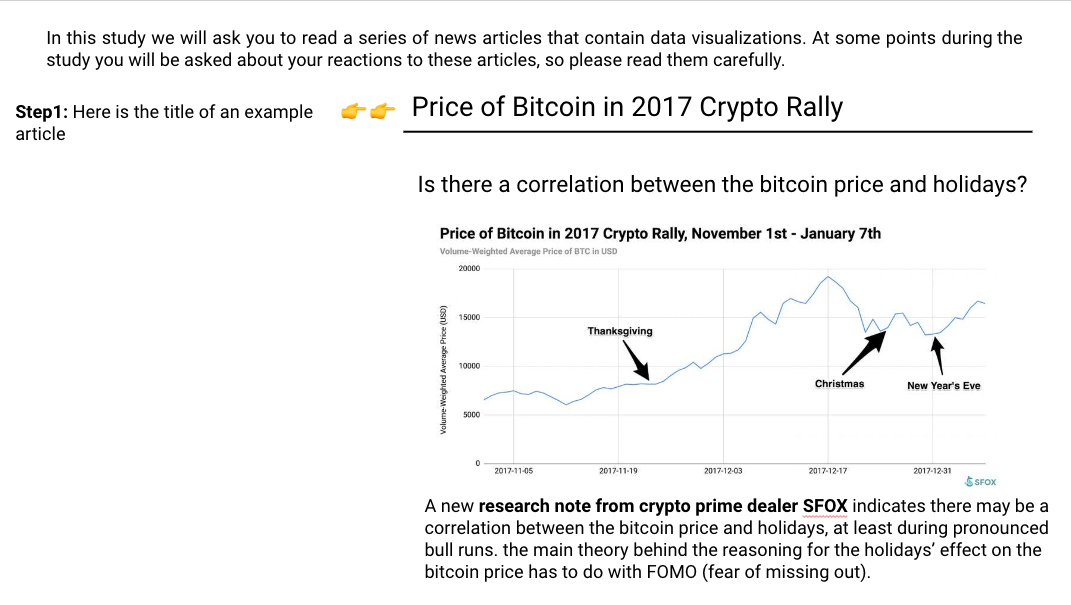 In this study we will ask you to read a series of news articles that contain data visualizations. At some points during the
study you will be asked about your reactions to these articles, so please read them carefully.
Step1: Here is the title of an example
article
Price of Bitcoin in 2017 Crypto Rally
Is there a correlation between the bitcoin price and holidays?
Price of Bitcoin in 2017 Crypto Rally, November 1st - January 7th
Volume-Weighted Average Price of BTC in USD
Volume-Weighted Average Price (USD)
20000
15000
10000
5000
0
Thanksgiving
Christmas
New Year's Eve
2017-11-05 2017-11-19 2017-12-03 2017-12-17 2017-12-31
SFOX
A new research note from crypto prime dealer SFOX indicates there may be a
correlation between the bitcoin price and holidays, at least during pronounced
bull runs. the main theory behind the reasoning for the holidays’ effect on the
bitcoin price has to do with FOMO (fear of missing out).